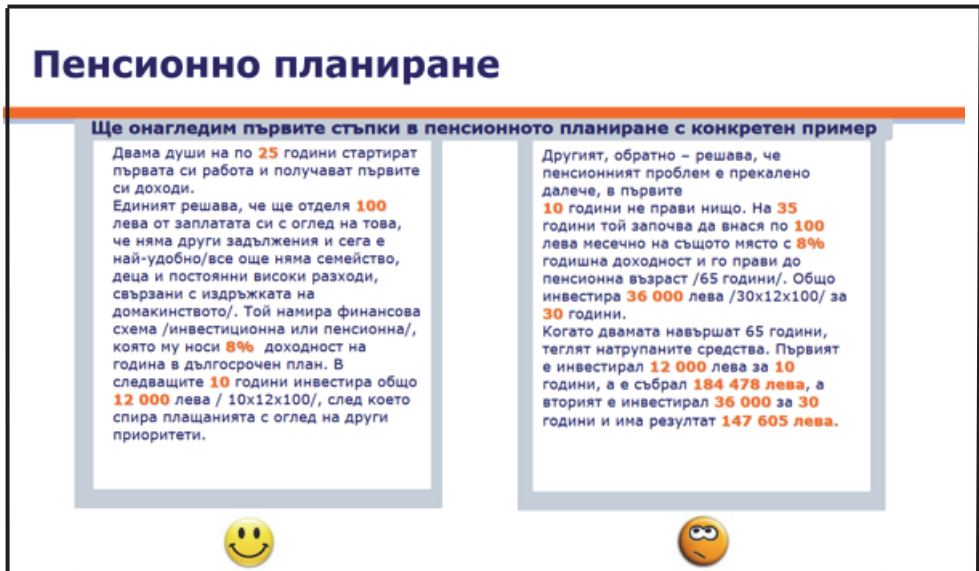 Пенсионно планиране
Ще онагледим първите стъпки в пенсионното планиране с конкретен пример
Двама души на по 25 години стартират
първата си работа и получават първите
си доходи.
Единият решава, че ще отделя 100
лева от заплатата си с оглед на това,
че няма други задължения и сега е
най-удобно/все още няма семейство,
деца и постоянни високи разходи,
свързани с издръжката на
домакинството/. Той намира финансова
схема /инвестиционна или пенсионна/,
която му носи 8% доходност на
година в дългосрочен план. В
следващите 10 години инвестира общо
12 000 лева / 10х12х100/, след което
спира плащанията с оглед на други
приоритети.
Другият, обратно – решава, че
пенсионният проблем е прекалено
далече, в първите
10 години не прави нищо. На 35
години той започва да внася по 100
лева месечно на същото място с 8%
годишна доходност и го прави до
пенсионна възраст /65 години/. Общо
инвестира 36 000 лева /30х12х100/ за
30 години.
Когато двамата навършат 65 години,
теглят натрупаните средства. Първият
е инвестирал 12 000 лева за 10
години, а е събрал 184 478 лева, а
вторият е инвестирал 36 000 за 30
години и има резултат 147 605 лева.